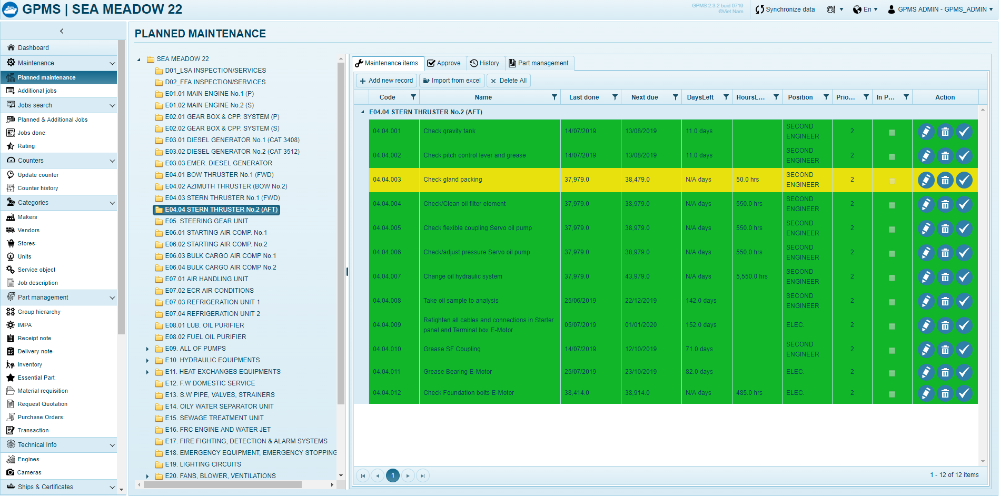 GPMS | SEA MEADOW 22
GPMS 2.3.2 buid 0719
©Viet Nam
Synchronize data
En
GPMS ADMIN - GPMS_ADMIN
Dashboard
Maintenance
Planned maintenance
Additional jobs
Jobs search
Planned & Additional Jobs
Jobs done
Rating
Counters
Update counter
Counter history
Categories
Makers
Vendors
Stores
Units
Service object
Job description
Part management
Group hierarchy
IMPA
Receipt note
Delivery note
Inventory
Essential Part
Material requisition
Request Quotation
Purchase Orders
Transaction
Technical Info
Engines
Cameras
Ships & Certificates
PLANNED MAINTENANCE
SEA MEADOW 22
D01_LSA INSPECTION/SERVICES
D02_FFA INSPECTION/SERVICES
E01.01 MAIN ENGINE No.1 (P)
E01.02 MAIN ENGINE No.2 (S)
E02.01 GEAR BOX & CPP. SYSTEM (P)
E02.02 GEAR BOX & CPP. SYSTEM (S)
E03.01 DIESEL GENERATOR No.1 (CAT 3408)
E03.02 DIESEL GENERATOR No.2 (CAT 3512)
E03.03 EMER. DIESEL GENERATOR
E04.01 BOW THRUSTER No.1 (FWD)
E04.02 AZIMUTH THRUSTER (BOW No.2)
E04.03 STERN THRUSTER No.1 (FWD)
E04.04 STERN THRUSTER No.2 (AFT)
E05. STEERING GEAR UNIT
E06.01 STARTING AIR COMP. No.1
E06.02 STARTING AIR COMP. No.2
E06.03 BULK CARGO AIR COMP No.1
E06.04 BULK CARGO AIR COMP No.2
E07.01 AIR HANDLING UNIT
E07.02 ECR AIR CONDITIONS
E07.03 REFRIGERATION UNIT 1
E07.04 REFRIGERATION UNIT 2
E08.01 LUB. OIL PURIFIER
E08.02 FUEL OIL PURIFIER
E09. ALL OF PUMPS
E10. HYDRAULIC EQUIPMENTS
E11. HEAT EXCHANGES EQUIPMENTS
E12. F.W DOMESTIC SERVICE
E13. S.W PIPE, VALVES, STRAINERS
E14. OILY WATER SEPARATOR UNIT
E15. SEWAGE TREATMENT UNIT
E16. FRC ENGINE AND WATER JET
E17. FIRE FIGHTING, DETECTION & ALARM SYSTEMS
E18. EMERGENCY EQUIPMENT, EMERGENCY STOPPING
E19. LIGHTING CIRCUITS
E20. FANS, BLOWER, VENTILATIONS
Maintenance items Approve History Part management
Add new record Import from excel Delete All
Code Name Last done Next due DaysLeft HoursL... Position Prio... In P... Action
E04.04 STERN THRUSTER No.2 (AFT)
04.04.001 Check gravity tank 14/07/2019 13/08/2019 11.0 days SECOND ENGINEER 2
04.04.002 Check pitch control lever and grease 14/07/2019 13/08/2019 11.0 days SECOND ENGINEER 2
04.04.003 Check gland packing 37,979.0 38,479.0 N/A days 50.0 hrs SECOND ENGINEER 2
04.04.004 Check/Clean oil filter element 37,979.0 38,979.0 N/A days 550.0 hrs SECOND ENGINEER 2
04.04.005 Check flexible coupling Servo oil pump 37,979.0 38,979.0 N/A days 550.0 hrs SECOND ENGINEER 2
04.04.006 Check/adjust pressure Servo oil pump 37,979.0 38,979.0 N/A days 550.0 hrs SECOND ENGINEER 2
04.04.007 Change oil hydraulic system 37,979.0 43,979.0 N/A days 5,550.0 hrs SECOND ENGINEER 2
04.04.008 Take oil sample to analysis 25/06/2019 22/12/2019 142.0 days SECOND ENGINEER 2
04.04.009 Retighten all cables and connections in Starter panel and Terminal box E-Motor 05/07/2019 01/01/2020 152.0 days ELEC. 2
04.04.010 Grease SF Coupling 14/07/2019 12/10/2019 71.0 days SECOND ENGINEER 2
04.04.011 Grease Bearing E-Motor 25/07/2019 23/10/2019 82.0 days ELEC. 2
04.04.012 Check Foundation bolts E-Motor 38,414.0 38,914.0 N/A days 485.0 hrs ELEC. 2
1
1 - 12 of 12 items